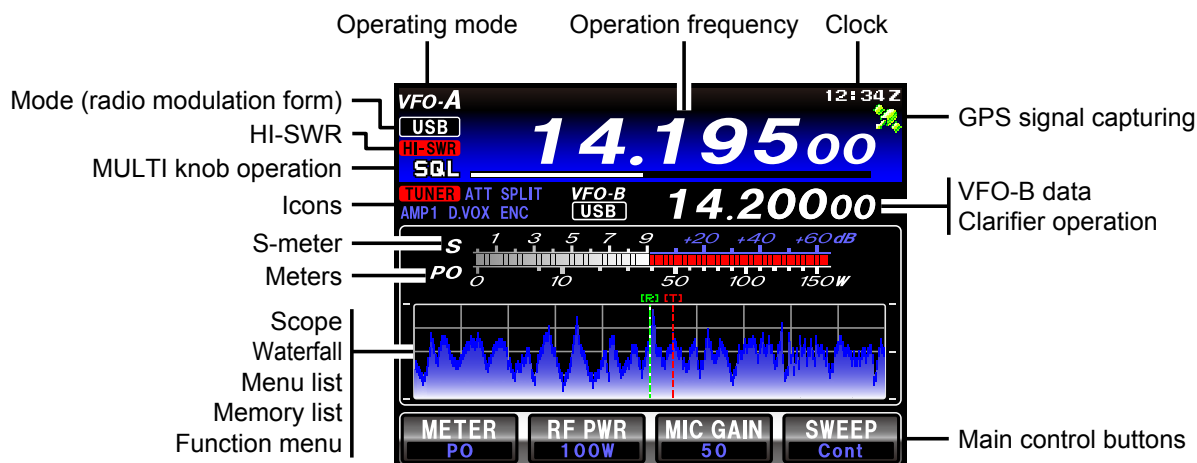 Operating mode
Operation frequency
Clock
Mode (radio modulation form)
HI-SWR
MULTI knob operation
Icons
S-meter
Meters
Scope
Waterfall
Menu list
Memory list
Function menu
VFO-A
12:34Z
USB
HI-SWR
14.19500
SQL
TUNER ATT SPLIT
AMP1 D.VOX ENC
VFO-B
USB
14.20000
S 1 3 5 7 9 +20 +40 +60dB
PO 0 10 50 100 150W
[R] [T]
METER
PO
RF PWR
100W
MIC GAIN
50
SWEEP
Cont
GPS signal capturing
VFO-B data
Clarifier operation
Main control buttons